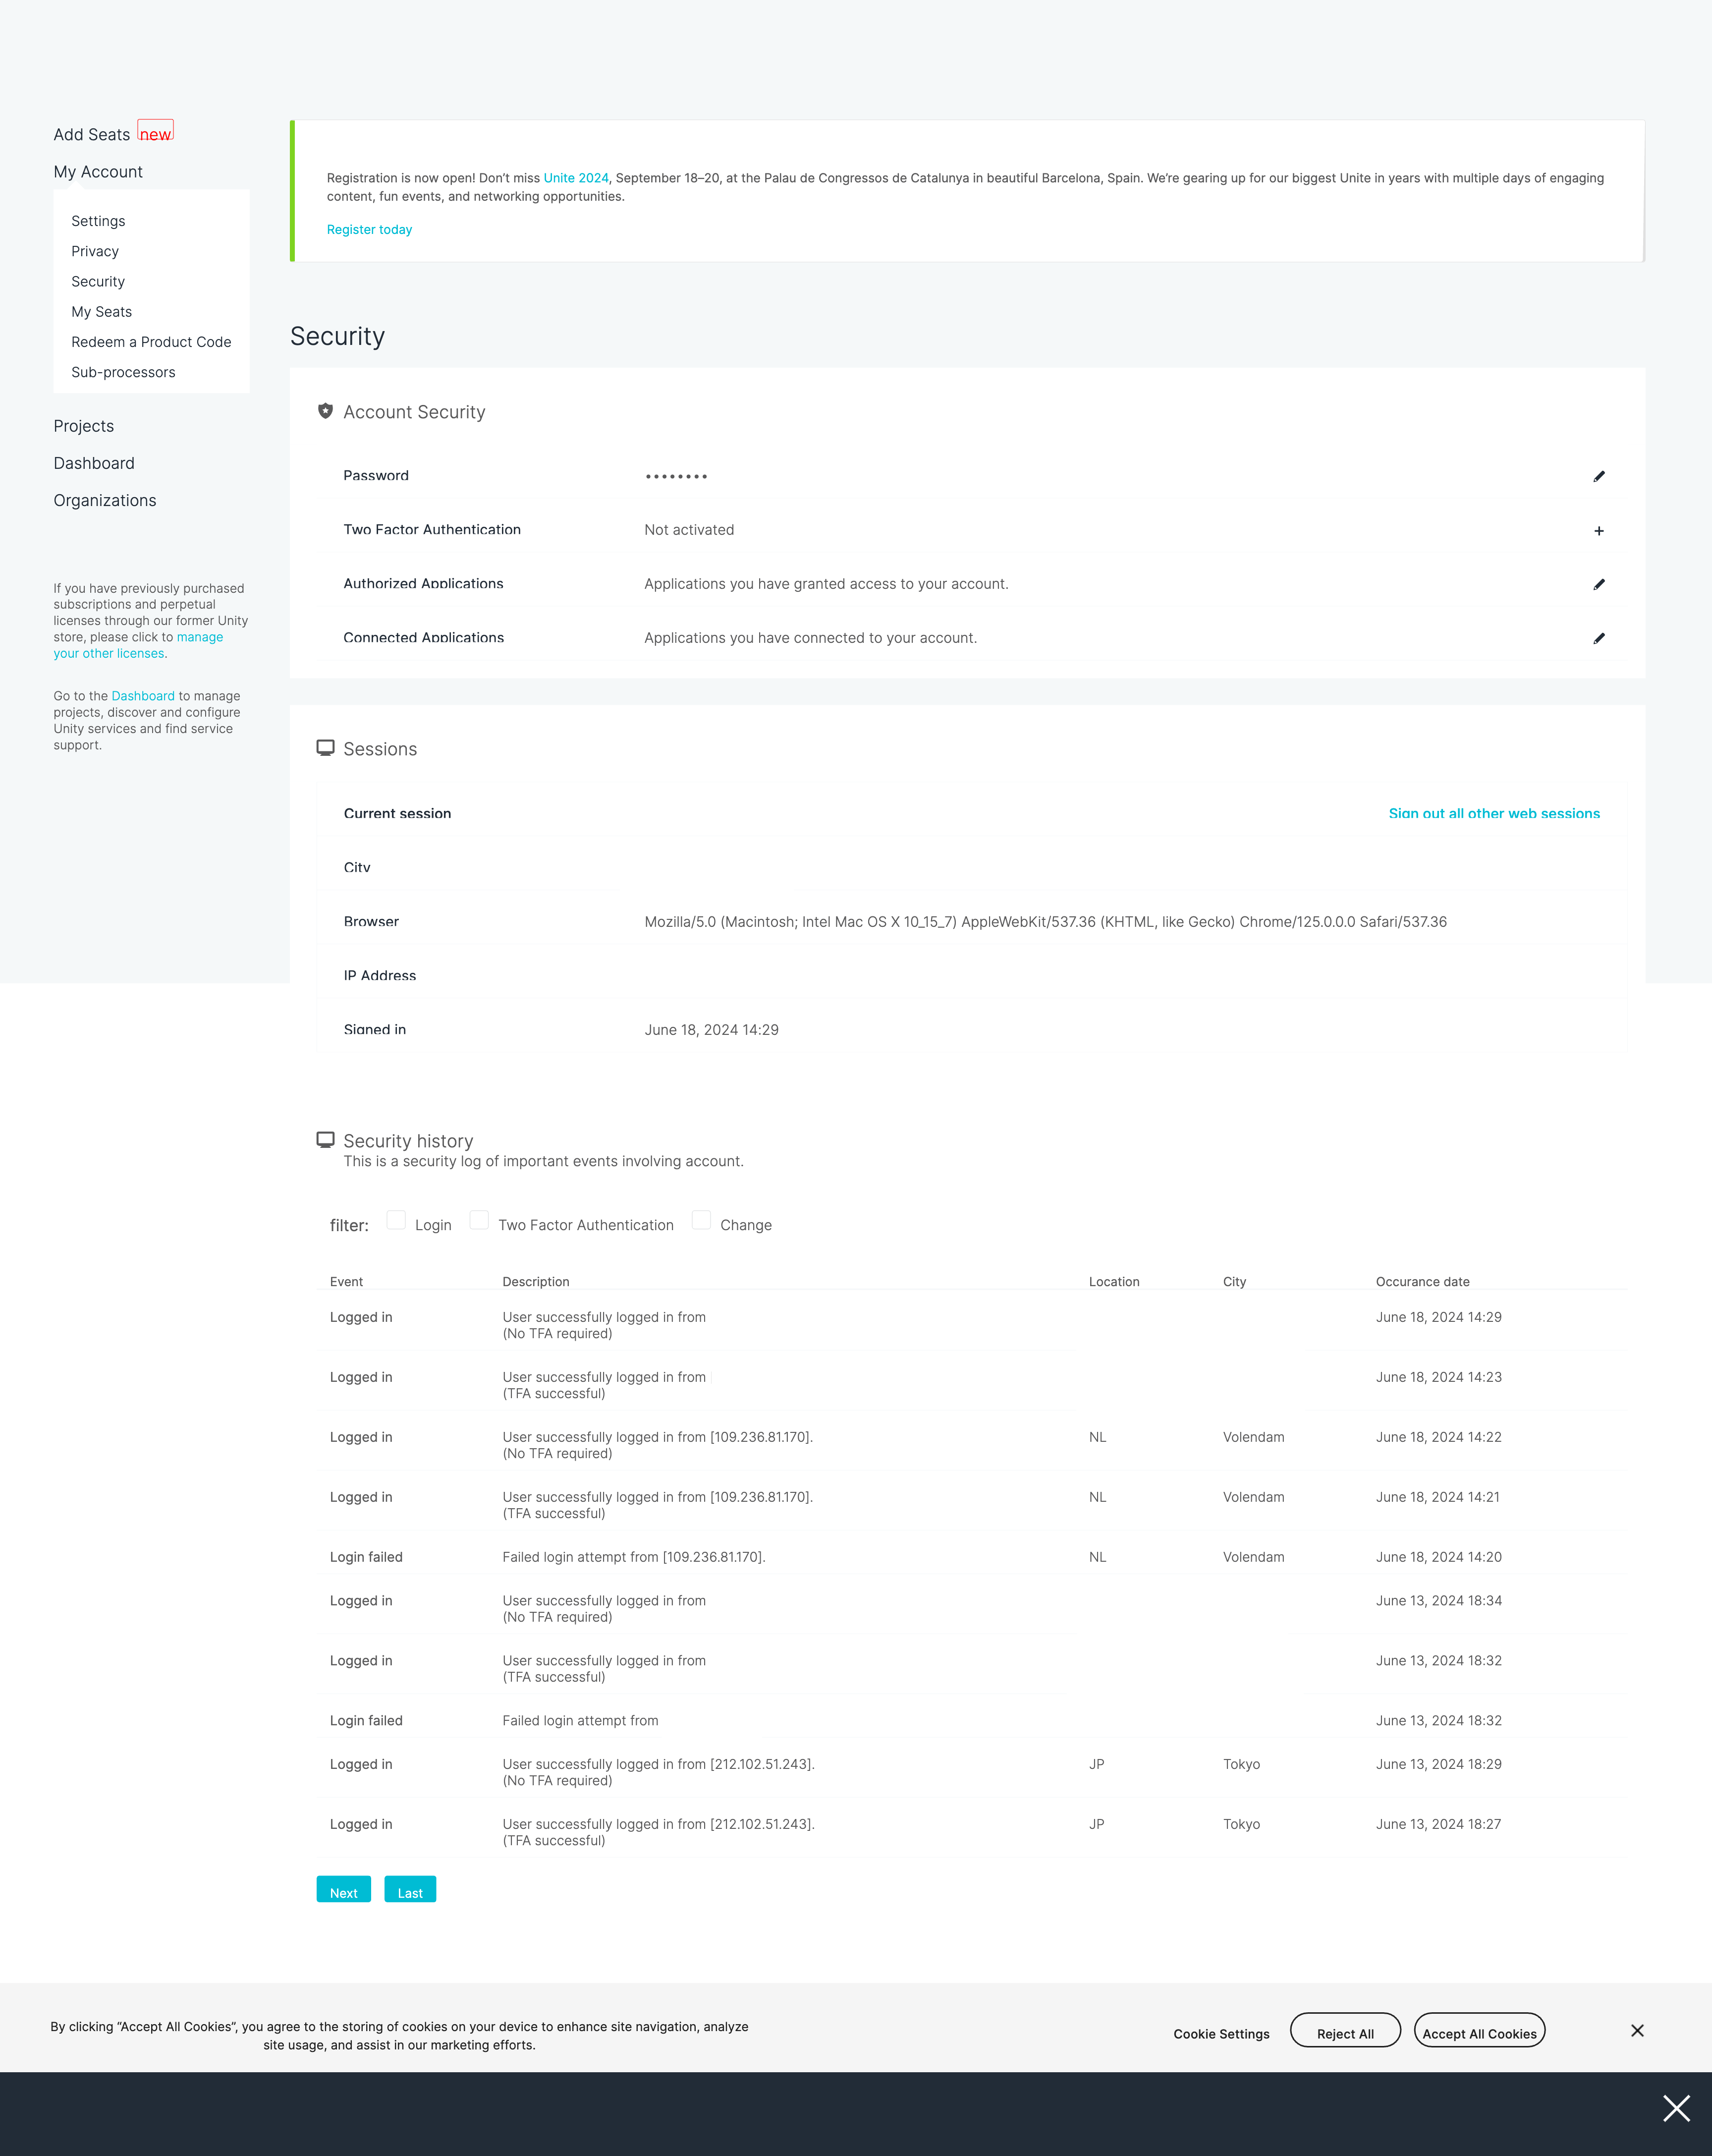 Add Seats new
My Account
Settings
Privacy
Security
My Seats
Redeem a Product Code
Sub-processors
Projects
Dashboard
Organizations
If you have previously purchased
subscriptions and perpetual
licenses through our former Unity
store, please click to manage
your other licenses.
Go to the Dashboard to manage
projects, discover and configure
Unity services and find service
support.
Registration is now open! Don’t miss Unite 2024, September 18–20, at the Palau de Congressos de Catalunya in beautiful Barcelona, Spain. We’re gearing up for our biggest Unite in years with multiple days of engaging
content, fun events, and networking opportunities.
Register today
Security
Account Security
Password ••••••••
Two Factor Authentication Not activated
Authorized Applications Applications you have granted access to your account.
Connected Applications Applications you have connected to your account.
Sessions
Current session Sign out all other web sessions
City
Browser Mozilla/5.0 (Macintosh; Intel Mac OS X 10_15_7) AppleWebKit/537.36 (KHTML, like Gecko) Chrome/125.0.0.0 Safari/537.36
IP Address
Signed in June 18, 2024 14:29
Security history
This is a security log of important events involving account.
filter: Login Two Factor Authentication Change
Event Description Location City Occurance date
Logged in User successfully logged in from June 18, 2024 14:29
(No TFA required)
Logged in User successfully logged in from June 18, 2024 14:23
(TFA successful)
Logged in User successfully logged in from [109.236.81.170]. NL Volendam June 18, 2024 14:22
(No TFA required)
Logged in User successfully logged in from [109.236.81.170]. NL Volendam June 18, 2024 14:21
(TFA successful)
Login failed Failed login attempt from [109.236.81.170]. NL Volendam June 18, 2024 14:20
Logged in User successfully logged in from June 13, 2024 18:34
(No TFA required)
Logged in User successfully logged in from June 13, 2024 18:32
(TFA successful)
Login failed Failed login attempt from June 13, 2024 18:32
Logged in User successfully logged in from [212.102.51.243]. JP Tokyo June 13, 2024 18:29
(No TFA required)
Logged in User successfully logged in from [212.102.51.243]. JP Tokyo June 13, 2024 18:27
(TFA successful)
Next Last
By clicking “Accept All Cookies”, you agree to the storing of cookies on your device to enhance site navigation, analyze
site usage, and assist in our marketing efforts.
Cookie Settings Reject All Accept All Cookies